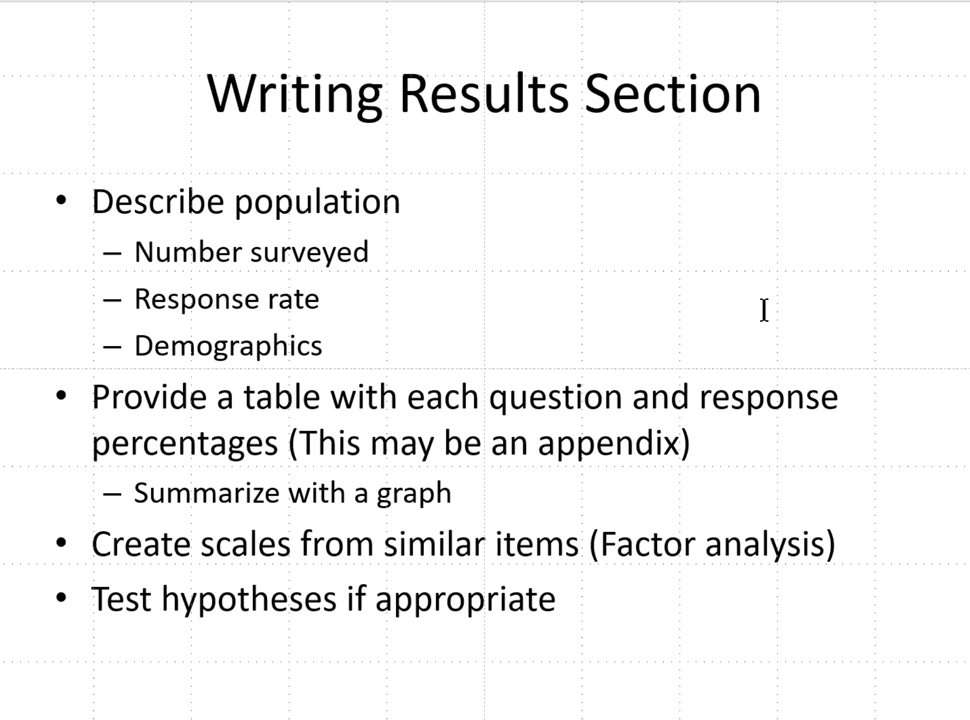 Writing Results Section
• Describe population
– Number surveyed
– Response rate
– Demographics
• Provide a table with each question and response
percentages (This may be an appendix)
– Summarize with a graph
• Create scales from similar items (Factor analysis)
• Test hypotheses if appropriate